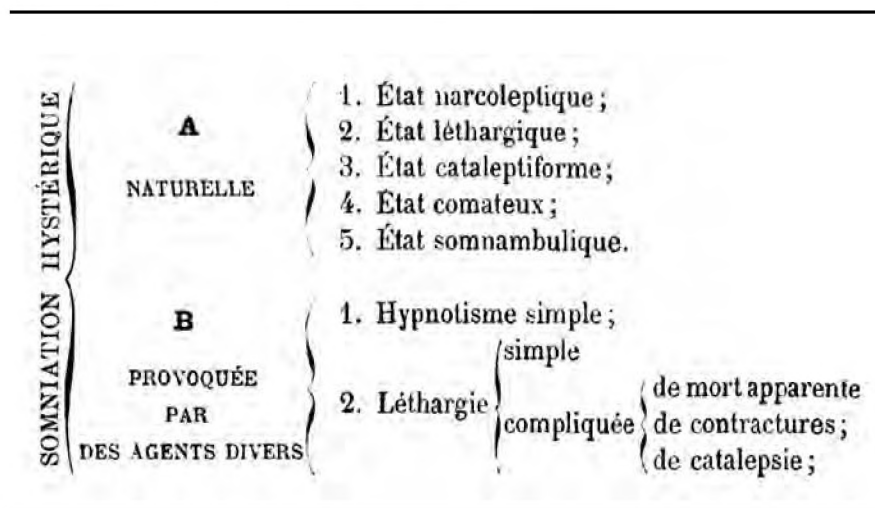 SOMNIATION HYSTÉRIQUE
A
NATURELLE
1. État narcoleptique ;
2. État léthargique ;
3. État cataleptiforme ;
4. État comateux ;
5. État somnambulique.
B
PROVOQUÉE
PAR
DES AGENTS DIVERS
1. Hypnotisme simple ;
2. Léthargie
simple
compliquée
de mort apparente
de contractures ;
de catalepsie ;